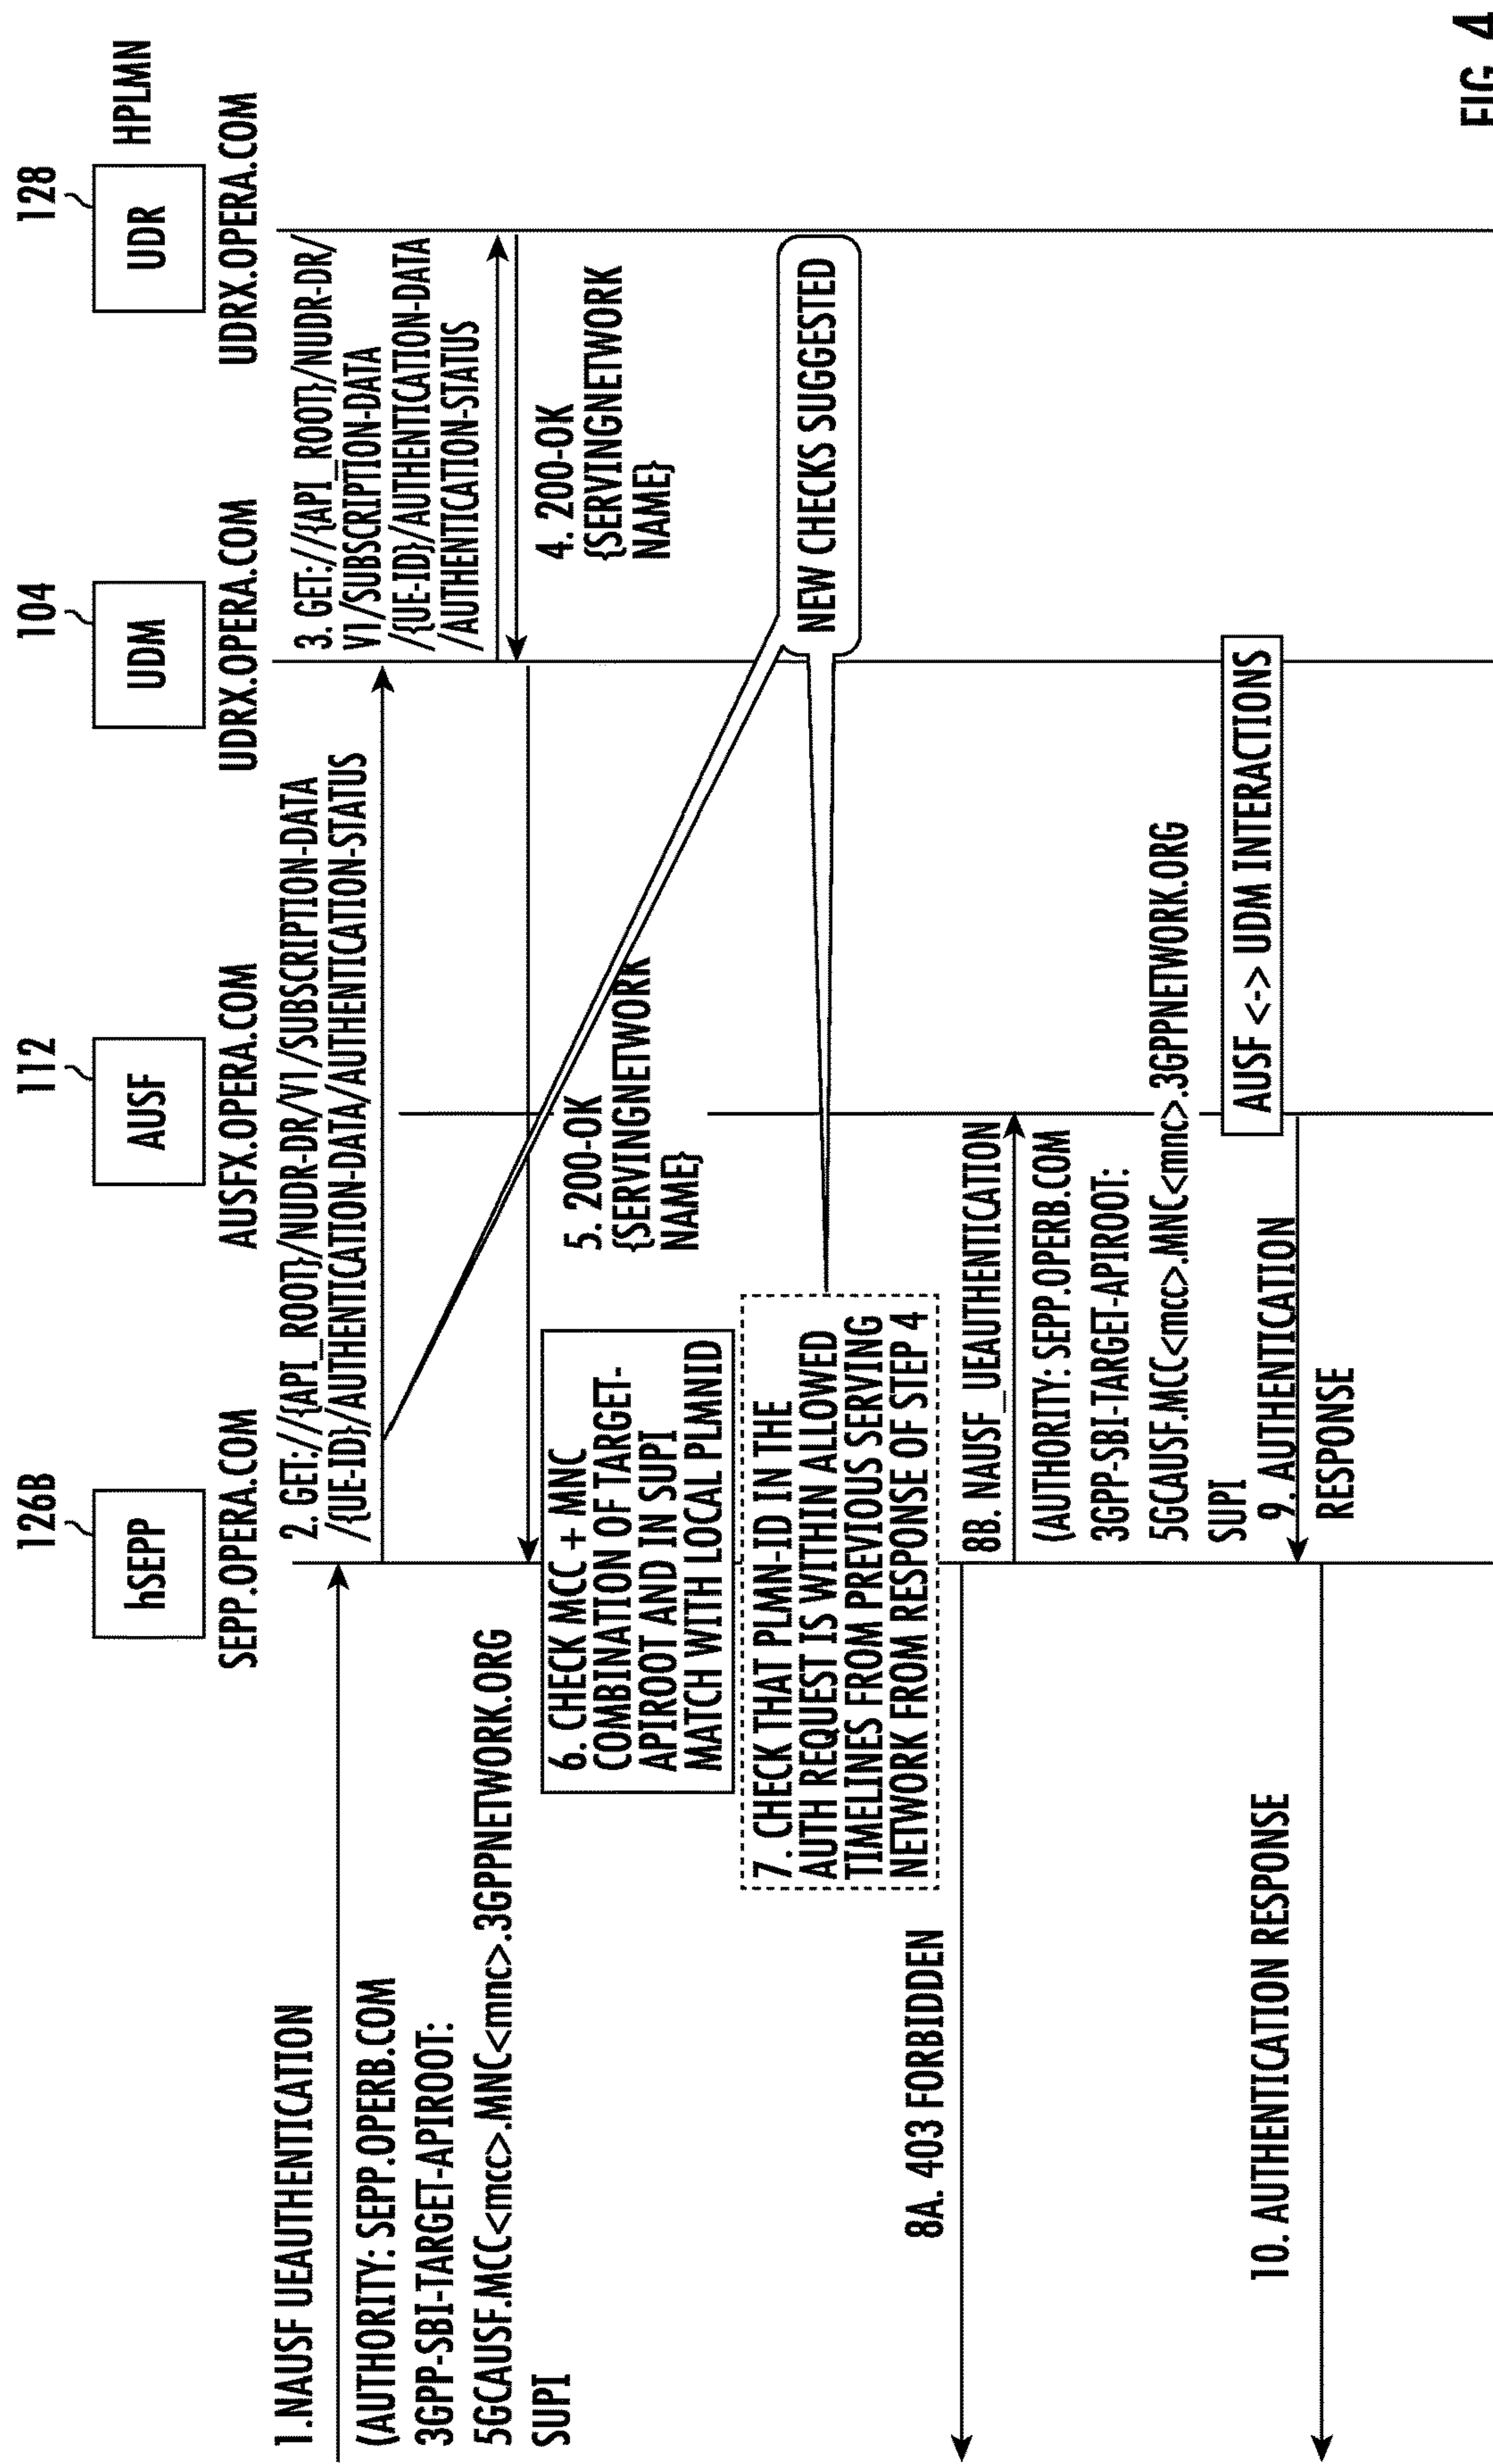 126B
112
104
128
hSEPP
AUSF
UDM
UDR
HPLMN
SEPP.OPERA.COM
AUSFX.OPERA.COM
UDRX.OPERA.COM
UDRX.OPERA.COM
1.NAUSF UEAUTHENTICATION
(AUTHORITY: SEPP.OPERB.COM
3GPP-SBI-TARGET-APIROOT:
5GCAUSF.MCC<mcc>.MNC<mnc>.3GPPNETWORK.ORG
SUPI
2. GET://{API_ROOT}/NUDR-DR/V1/SUBSCRIPTION-DATA
/{UE-ID}/AUTHENTICATION-DATA/AUTHENTICATION-STATUS
3. GET://{API_ROOT}/NUDR-DR/
V1/SUBSCRIPTION-DATA
/{UE-ID}/AUTHENTICATION-DATA
/AUTHENTICATION-STATUS
4. 200-OK
{SERVINGNETWORK
NAME}
5. 200-OK
{SERVINGNETWORK
NAME}
6. CHECK MCC + MNC
COMBINATION OF TARGET-
APIROOT AND IN SUPI
MATCH WITH LOCAL PLMNID
NEW CHECKS SUGGESTED
7. CHECK THAT PLMN-ID IN THE
AUTH REQUEST IS WITHIN ALLOWED
TIMELINES FROM PREVIOUS SERVING
NETWORK FROM RESPONSE OF STEP 4
8A. 403 FORBIDDEN
8B. NAUSF_UEAUTHENTICATION
(AUTHORITY: SEPP.OPERB.COM
3GPP-SBI-TARGET-APIROOT:
5GCAUSF.MCC<mcc>.MNC<mnc>.3GPPNETWORK.ORG
SUPI
AUSF <-> UDM INTERACTIONS
9. AUTHENTICATION
RESPONSE
10. AUTHENTICATION RESPONSE
FIG. 4